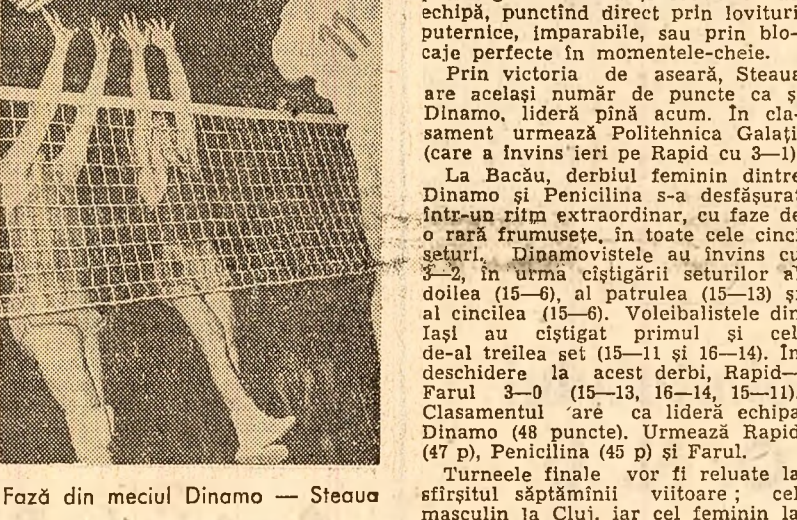 echipă, punctînd direct prin lovituri
puternice, imparabile, sau prin blo-
caje perfecte în momentele-cheie.
Prin victoria de aseară, Steaua
are același număr de puncte ca și
Dinamo, lideră pînă acum. În cla-
sament urmează Politehnica Galați
(care a învins ieri pe Rapid cu 3—1)
La Bacău, derbiul feminin dintre
Dinamo și Penicilina s-a desfășurat
într-un ritm extraordinar, cu faze de
o rară frumusețe, în toate cele cinci
seturi. Dinamovistele au învins cu
3—2, în urma cîștigării seturilor al
doilea (15—6), al patrulea (15—13) și
al cincilea (15—6). Voleibalistele din
Iași au cîștigat primul și cel
de-al treilea set (15—11 și 16—14). În
deschidere la acest derbi, Rapid—
Farul 3—0 (15—13, 16—14, 15—11).
Clasamentul are ca lideră echipa
Dinamo (48 puncte). Urmează Rapid
(47 p), Penicilina (45 p) și Farul.
Turneele finale vor fi reluate la
sfîrșitul săptămînii viitoare ; cel
masculin la Cluj, iar cel feminin la
Fază din meciul Dinamo — Steaua